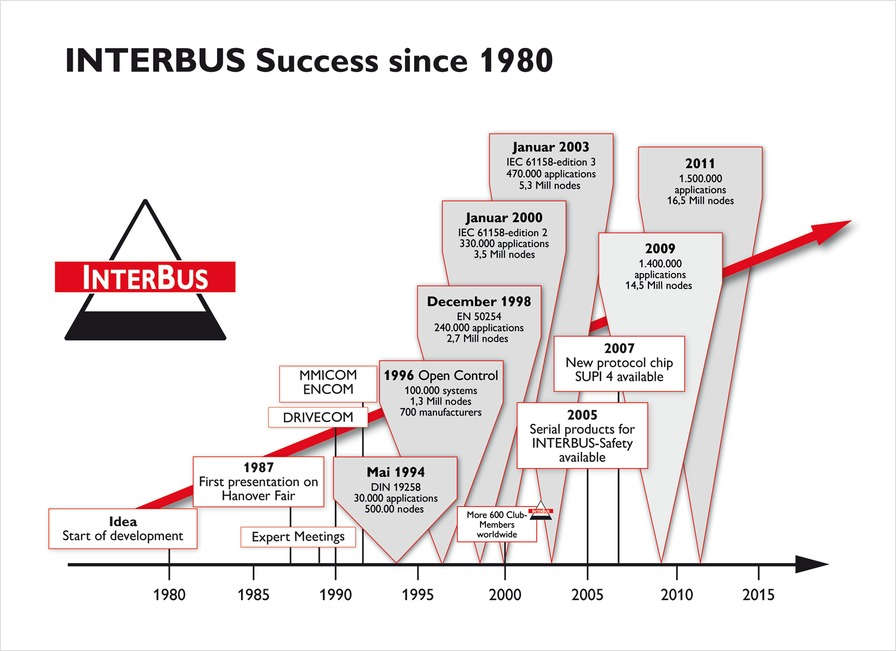 INTERBUS Success since 1980
INTERBUS
Idea
Start of development
1987
First presentation on
Hanover Fair
Expert Meetings
DRIVECOM
MMICOM
ENCOM
Mai 1994
DIN 19258
30.000 applications
500.00 nodes
1996 Open Control
100.000 systems
1,3 Mill nodes
700 manufacturers
December 1998
EN 50254
240.000 applications
2,7 Mill nodes
Januar 2000
IEC 61158-edition 2
330.000 applications
3,5 Mill nodes
Januar 2003
IEC 61158-edition 3
470.000 applications
5,3 Mill nodes
More 600 Club-
Members
worldwide
INTERBUS
2005
Serial products for
INTERBUS-Safety
available
2007
New protocol chip
SUPI 4 available
2009
1.400.000
applications
14,5 Mill nodes
2011
1.500.000
applications
16,5 Mill nodes
1980
1985
1990
1995
2000
2005
2010
2015